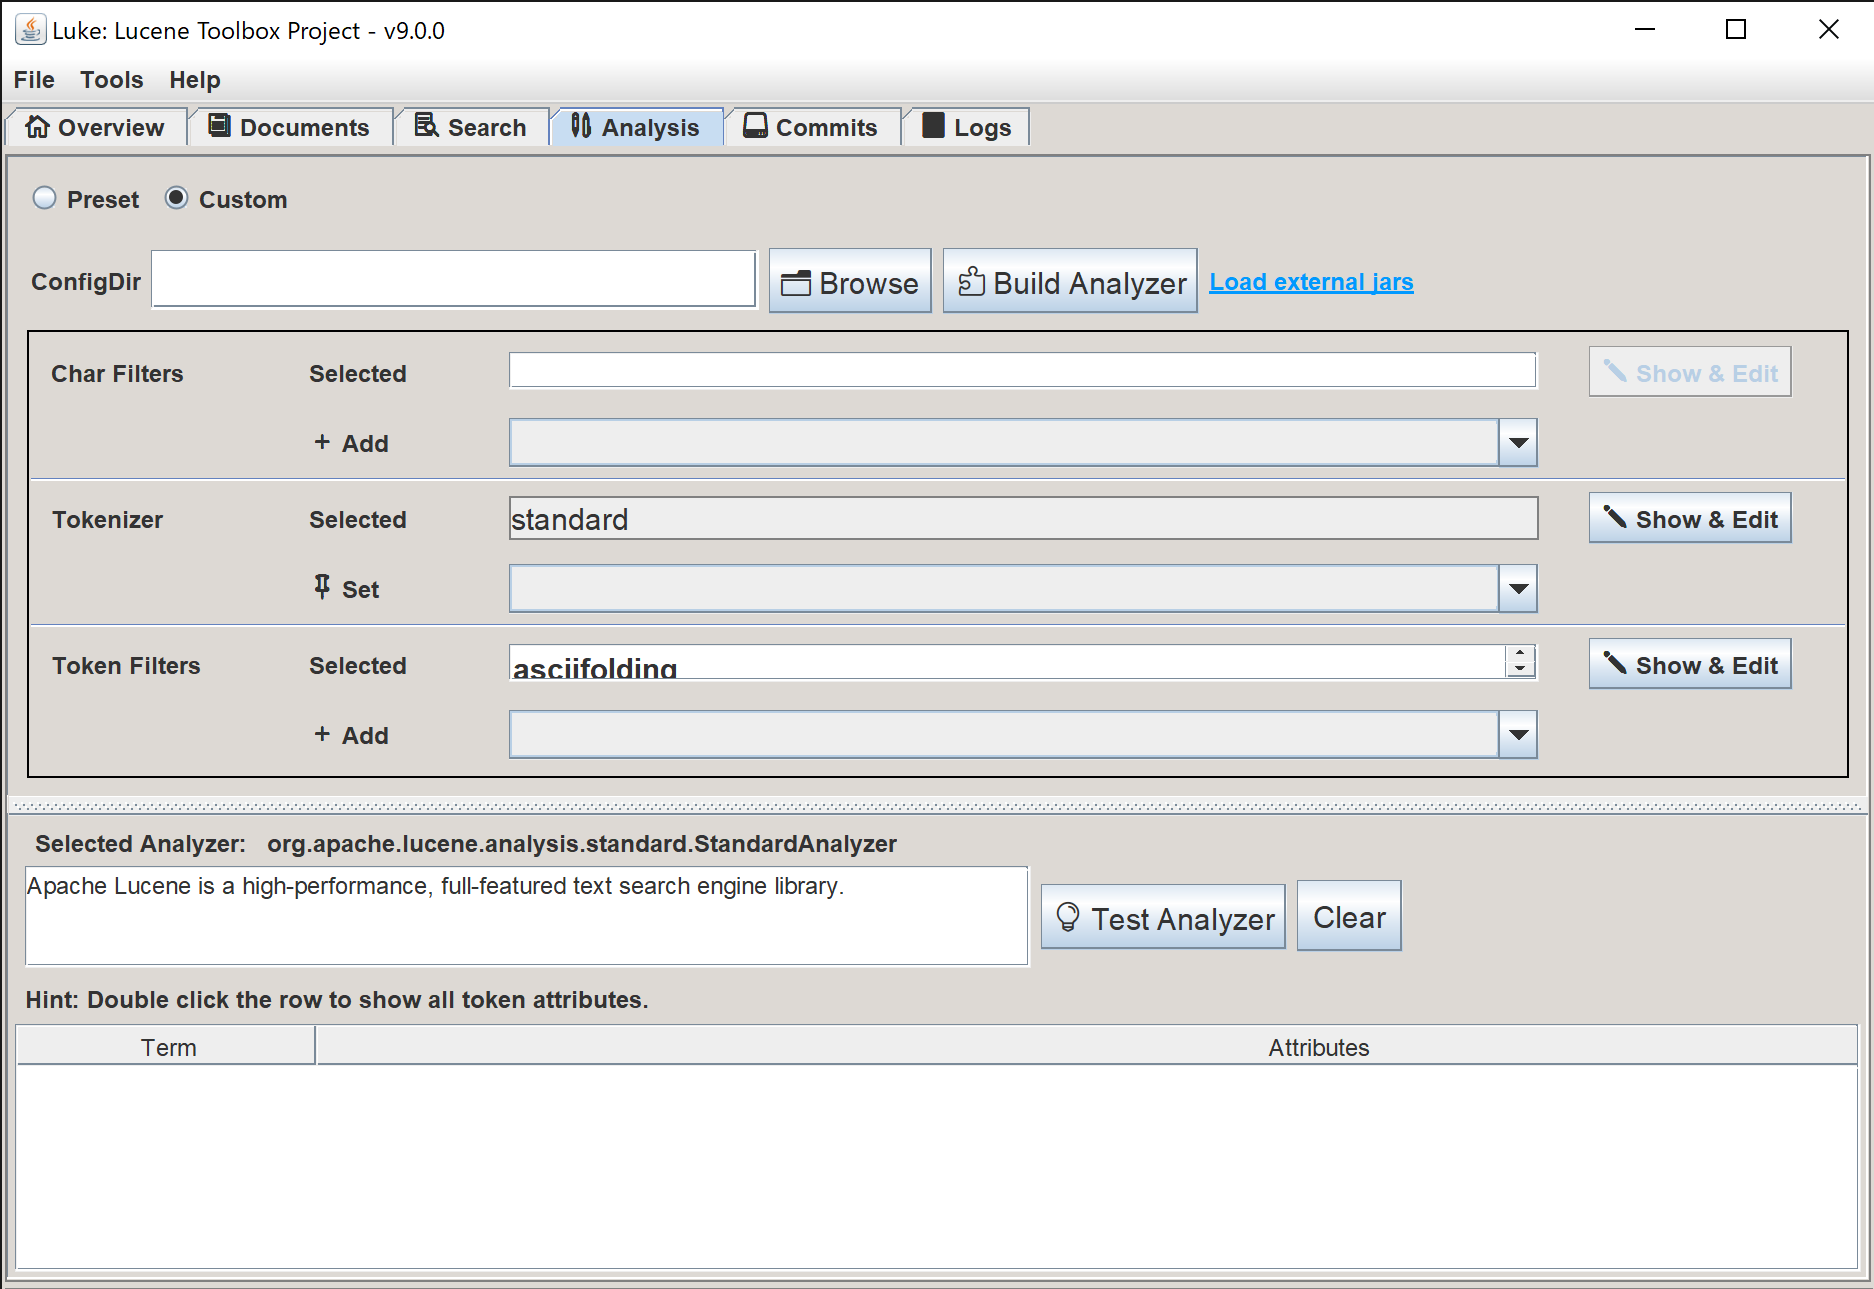 Luke: Lucene Toolbox Project - v9.0.0
File Tools Help
Overview Documents Search Analysis Commits Logs
Preset Custom
ConfigDir Browse Build Analyzer Load external jars
Char Filters Selected Show & Edit
+ Add
Tokenizer Selected standard Show & Edit
Set
Token Filters Selected asciifolding Show & Edit
+ Add
Selected Analyzer: org.apache.lucene.analysis.standard.StandardAnalyzer
Apache Lucene is a high-performance, full-featured text search engine library.
Test Analyzer Clear
Hint: Double click the row to show all token attributes.
Term Attributes